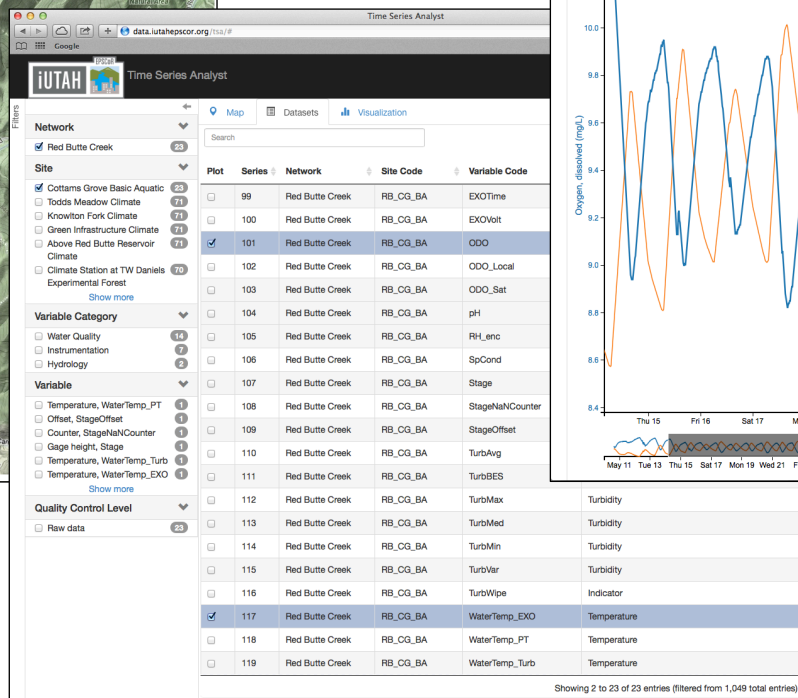 Natural Area
Time Series Analyst
data.iutahepscor.org/tsa/#
Google
EPSCoR
iUTAH
Time Series Analyst
Filters
Network
Red Butte Creek 23
Site
Cottams Grove Basic Aquatic 23
Todds Meadow Climate 71
Knowlton Fork Climate 71
Green Infrastructure Climate 71
Above Red Butte Reservoir 71
Climate
Climate Station at TW Daniels 70
Experimental Forest
Show more
Variable Category
Water Quality 14
Instrumentation 7
Hydrology 2
Variable
Temperature, WaterTemp_PT 1
Offset, StageOffset 1
Counter, StageNaNCounter 1
Gage height, Stage 1
Temperature, WaterTemp_Turb 1
Temperature, WaterTemp_EXO 1
Show more
Quality Control Level
Raw data 23
Map Datasets Visualization
Search
Plot Series Network Site Code Variable Code
99 Red Butte Creek RB_CG_BA EXOTime
100 Red Butte Creek RB_CG_BA EXOVolt
101 Red Butte Creek RB_CG_BA ODO
102 Red Butte Creek RB_CG_BA ODO_Local
103 Red Butte Creek RB_CG_BA ODO_Sat
104 Red Butte Creek RB_CG_BA pH
105 Red Butte Creek RB_CG_BA RH_enc
106 Red Butte Creek RB_CG_BA SpCond
107 Red Butte Creek RB_CG_BA Stage
108 Red Butte Creek RB_CG_BA StageNaNCounter
109 Red Butte Creek RB_CG_BA StageOffset
110 Red Butte Creek RB_CG_BA TurbAvg
111 Red Butte Creek RB_CG_BA TurbBES
112 Red Butte Creek RB_CG_BA TurbMax Turbidity
113 Red Butte Creek RB_CG_BA TurbMed Turbidity
114 Red Butte Creek RB_CG_BA TurbMin Turbidity
115 Red Butte Creek RB_CG_BA TurbVar Turbidity
116 Red Butte Creek RB_CG_BA TurbWipe Indicator
117 Red Butte Creek RB_CG_BA WaterTemp_EXO Temperature
118 Red Butte Creek RB_CG_BA WaterTemp_PT Temperature
119 Red Butte Creek RB_CG_BA WaterTemp_Turb Temperature
Showing 2 to 23 of 23 entries (filtered from 1,049 total entries)
Oxygen, dissolved (mg/L)
10.0
9.8
9.6
9.4
9.2
9.0
8.8
8.6
8.4
Thu 15 Fri 16 Sat 17 M
May 11 Tue 13 Thu 15 Sat 17 Mon 19 Wed 21 F